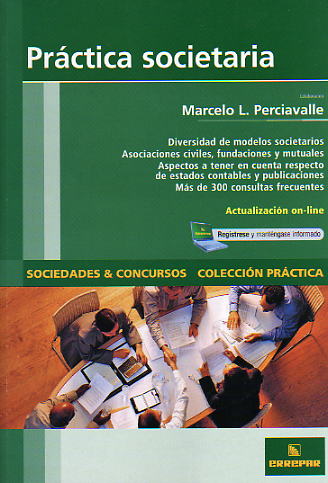 Práctica societaria
Marcelo L. Perciavalle
Diversidad de modelos societarios
Asociaciones civiles, fundaciones y mutuales
Aspectos a tener en cuenta respecto
de estados contables y publicaciones
Más de 300 consultas frecuentes
Actualización on-line
Regístrese y manténgase informado
SOCIEDADES & CONCURSOS COLECCIÓN PRÁCTICA
ERREPAR